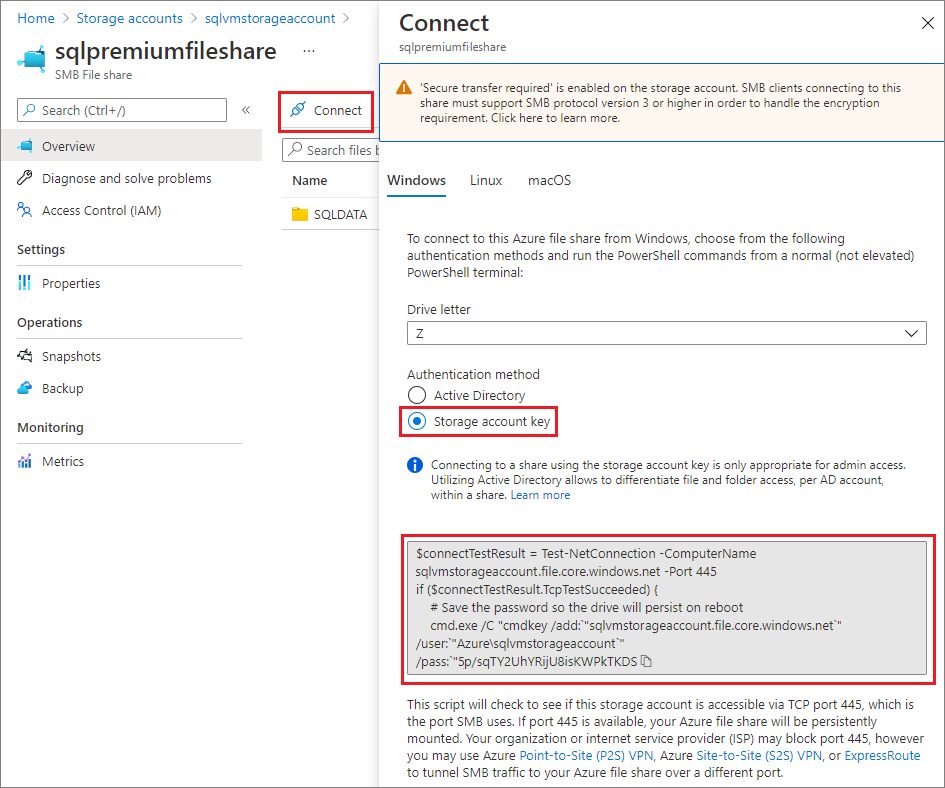 Home > Storage accounts > sqlvmstorageaccount >
sqlpremiumfileshare ...
SMB File share
Search (Ctrl+/) «
Overview
Diagnose and solve problems
Access Control (IAM)
Settings
Properties
Operations
Snapshots
Backup
Monitoring
Metrics
Connect
Search files b
Name
SQLDATA
Connect
sqlpremiumfileshare
'Secure transfer required' is enabled on the storage account. SMB clients connecting to this
share must support SMB protocol version 3 or higher in order to handle the encryption
requirement. Click here to learn more.
Windows Linux macOS
To connect to this Azure file share from Windows, choose from the following
authentication methods and run the PowerShell commands from a normal (not elevated)
PowerShell terminal:
Drive letter
Z
Authentication method
Active Directory
Storage account key
Connecting to a share using the storage account key is only appropriate for admin access.
Utilizing Active Directory allows to differentiate file and folder access, per AD account,
within a share. Learn more
$connectTestResult = Test-NetConnection -ComputerName
sqlvmstorageaccount.file.core.windows.net -Port 445
if ($connectTestResult.TcpTestSucceeded) {
# Save the password so the drive will persist on reboot
cmd.exe /C "cmdkey /add:`"sqlvmstorageaccount.file.core.windows.net`"
/user:`"Azure\sqlvmstorageaccount`"
/pass:`"5p/sqTY2UhYRijU8isKWPkTKDS
This script will check to see if this storage account is accessible via TCP port 445, which is
the port SMB uses. If port 445 is available, your Azure file share will be persistently
mounted. Your organization or internet service provider (ISP) may block port 445, however
you may use Azure Point-to-Site (P2S) VPN, Azure Site-to-Site (S2S) VPN, or ExpressRoute
to tunnel SMB traffic to your Azure file share over a different port.